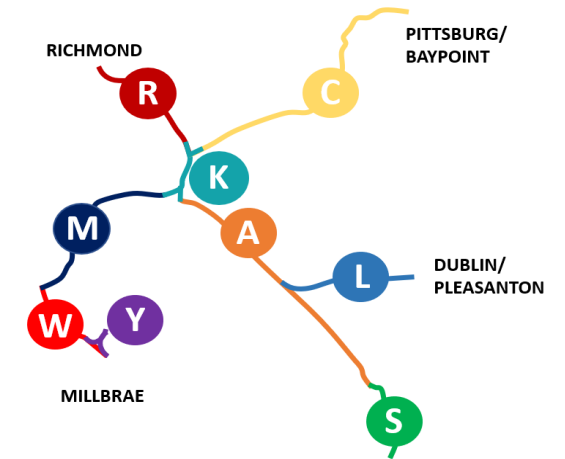 RICHMOND
PITTSBURG/
BAYPOINT
R
C
K
M
A
L
DUBLIN/
PLEASANTON
W
Y
MILLBRAE
S